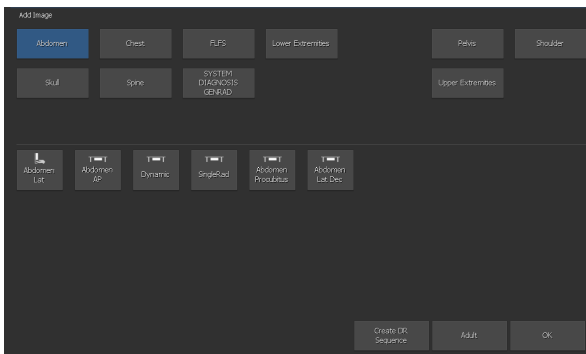 Add Image
Abdomen
Chest
FLFS
Lower Extremities
Pelvis
Shoulder
Skull
Spine
SYSTEM
DIAGNOSIS
GENRAD
Upper Extremities
Abdomen
Lat
Abdomen
AP
Dynamic
SingleRad
Abdomen
Procubitus
Abdomen
Lat Dec
Create DR
Sequence
Adult
OK